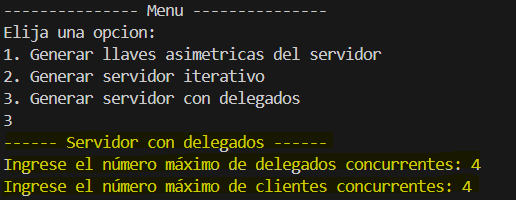 --------------- Menu ---------------
Elija una opcion:
1. Generar llaves asimetricas del servidor
2. Generar servidor iterativo
3. Generar servidor con delegados
3
------ Servidor con delegados ------
Ingrese el número máximo de delegados concurrentes: 4
Ingrese el número máximo de clientes concurrentes: 4